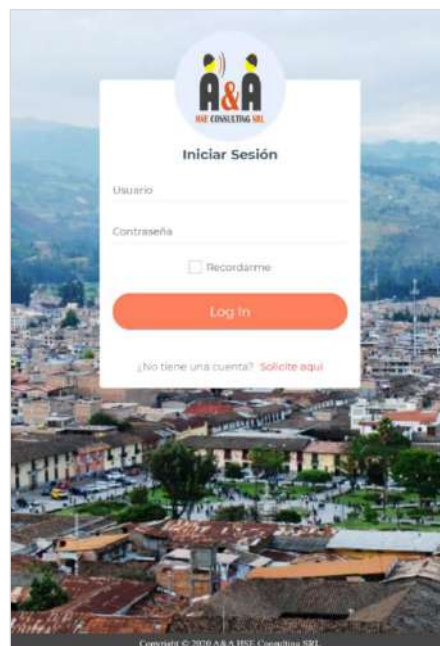 A&A
HSE CONSULTING SRL
Iniciar Sesión
Usuario
Contraseña
Recordarme
Log In
¿No tiene una cuenta? Solicite aquí
Copyright © 2020 A&A HSE Consulting SRL